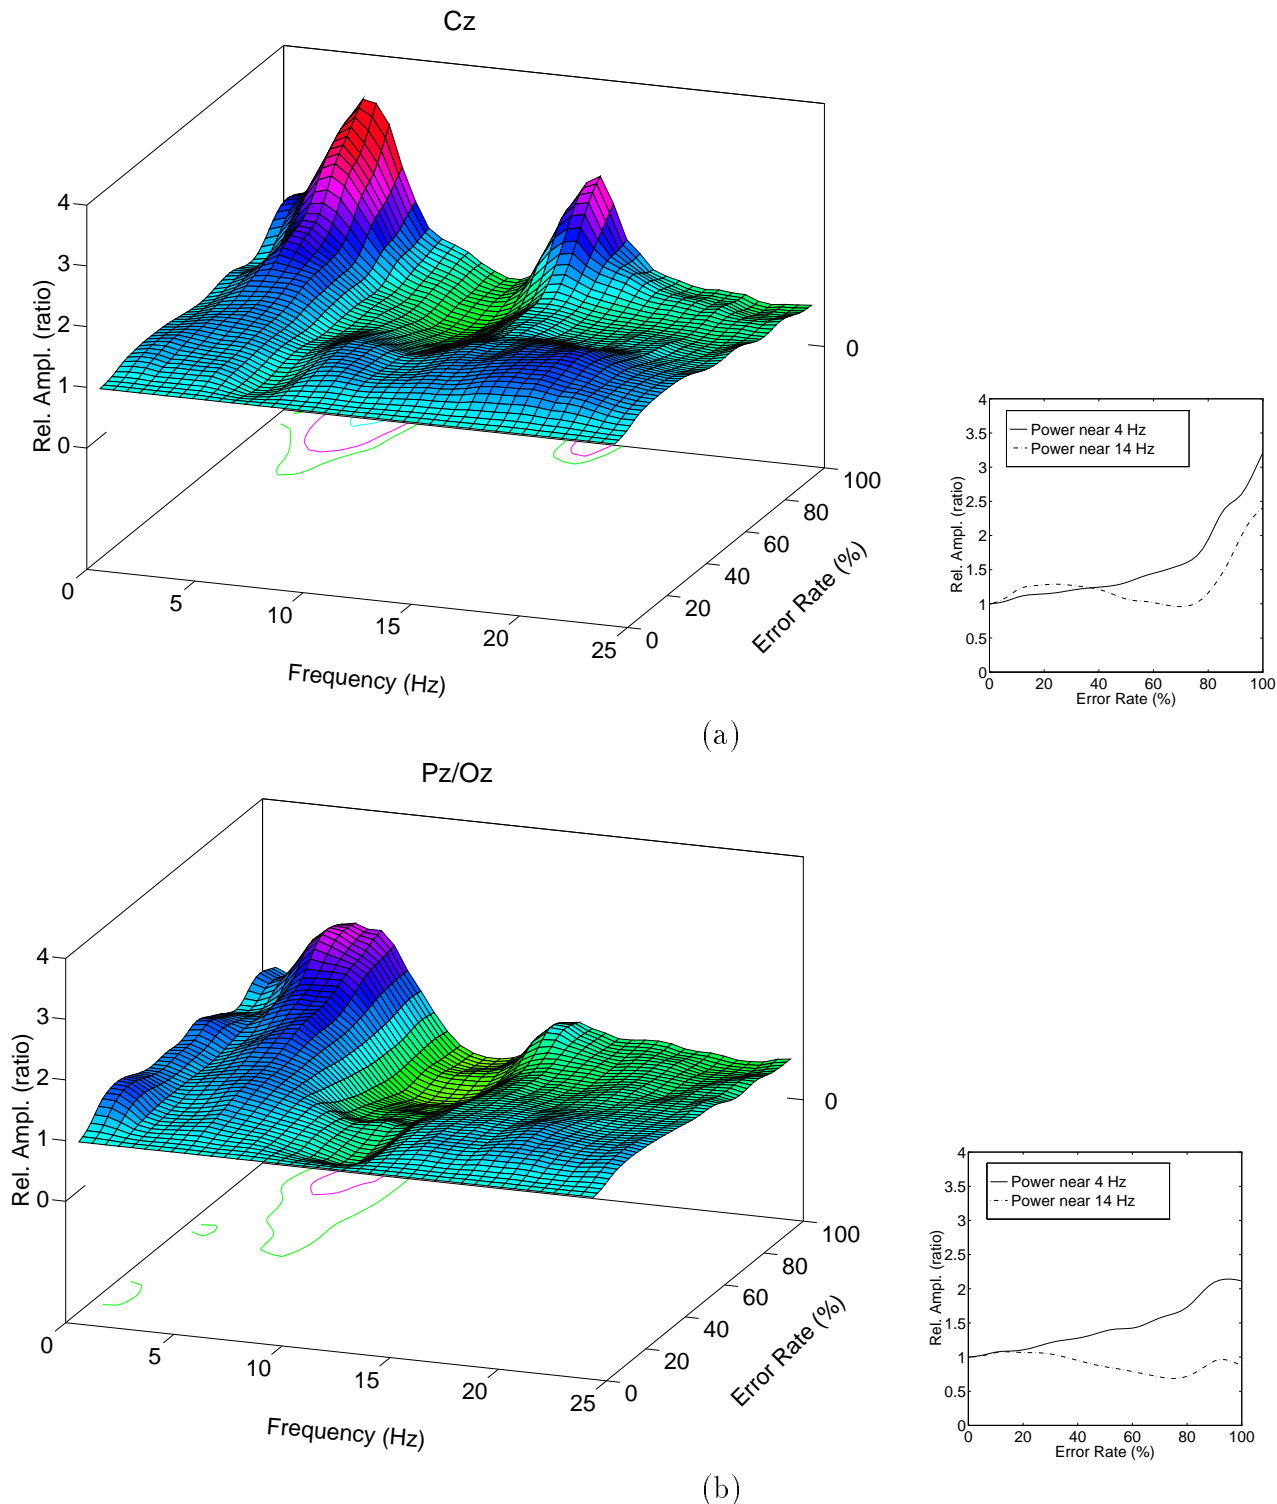 Cz
4
3
2
1
0
Rel. Ampl. (ratio)
0
5
10
15
20
25
Frequency (Hz)
0
20
40
60
80
100
Error Rate (%)
0
4
3.5
3
2.5
2
1.5
1
0.5
0
Rel. Ampl. (ratio)
Power near 4 Hz
Power near 14 Hz
0 20 40 60 80 100
Error Rate (%)
(a)
Pz/Oz
4
3
2
1
0
Rel. Ampl. (ratio)
0
5
10
15
20
25
Frequency (Hz)
0
20
40
60
80
100
Error Rate (%)
0
4
3.5
3
2.5
2
1.5
1
0.5
0
Rel. Ampl. (ratio)
Power near 4 Hz
Power near 14 Hz
0 20 40 60 80 100
Error Rate (%)
(b)